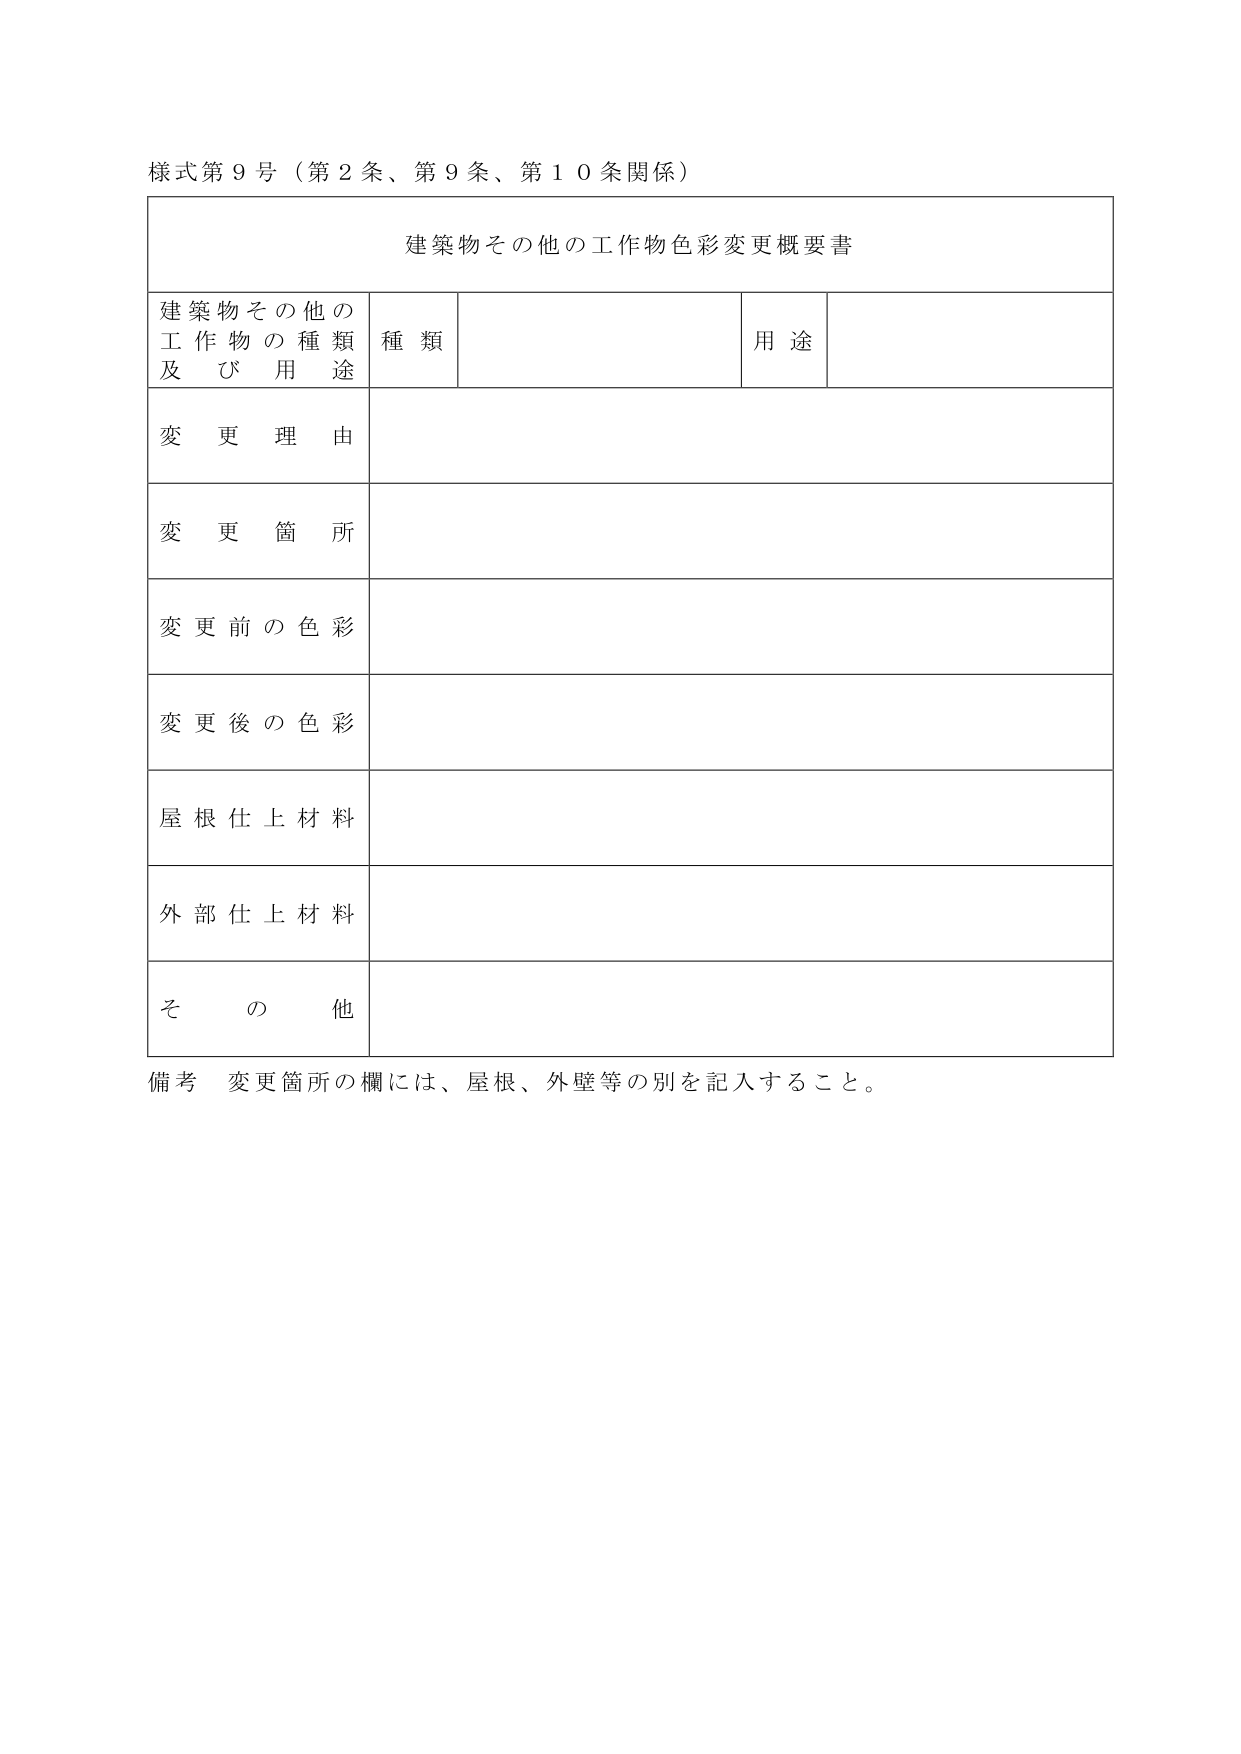 様式第９号（第２条、第９条、第１０条関係）
建築物その他の工作物色彩変更概要書
建築物その他の
工作物の種類
及び用途
種類
用途
変更理由
変更箇所
変更前の色彩
変更後の色彩
屋根仕上材料
外部仕上材料
その他
備考　変更箇所の欄には、屋根、外壁等の別を記入すること。